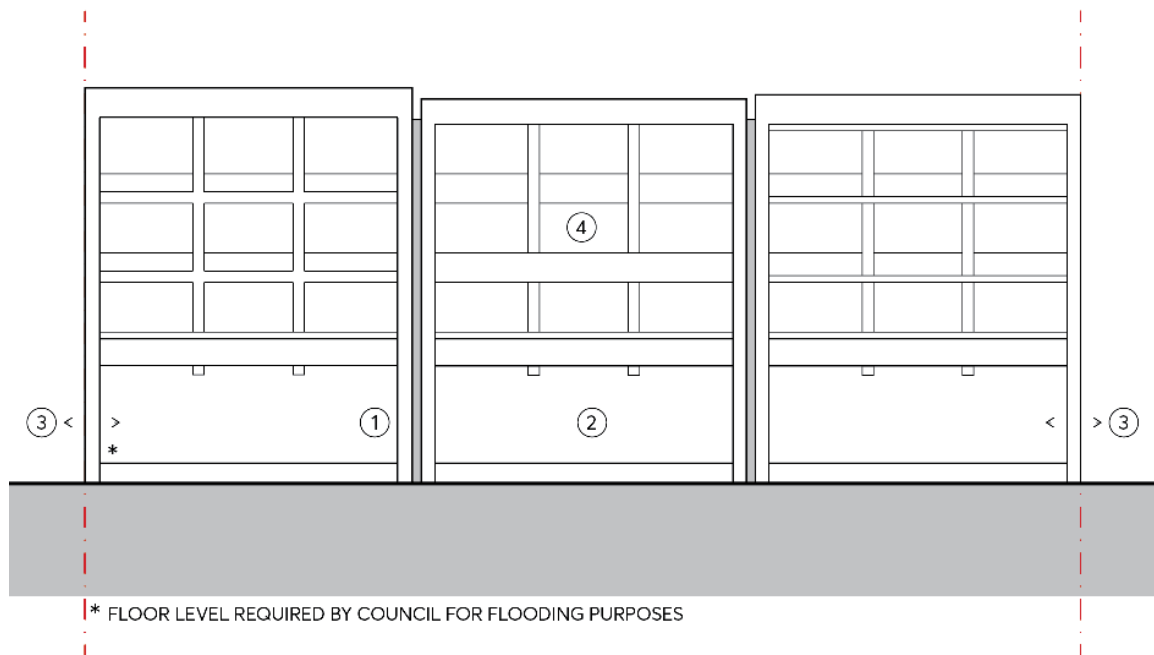 4
3 < > 1 2 < > 3
*
* FLOOR LEVEL REQUIRED BY COUNCIL FOR FLOODING PURPOSES